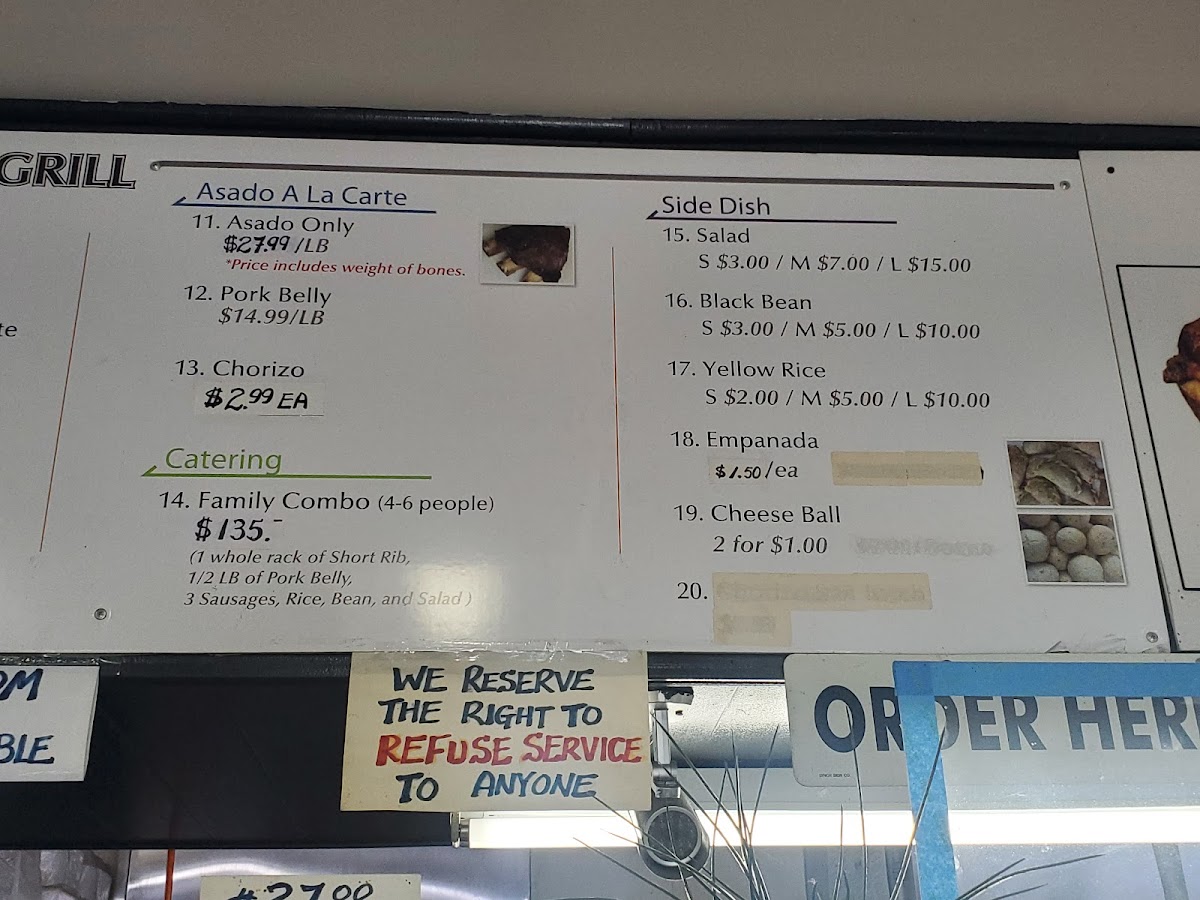 GRILL
Asado A La Carte
11. Asado Only
$27.99/LB
*Price includes weight of bones.
12. Pork Belly
$14.99/LB
13. Chorizo
$2.99 EA
Catering
14. Family Combo (4-6 people)
$135.-
(1 whole rack of Short Rib,
1/2 LB of Pork Belly,
3 Sausages, Rice, Bean, and Salad )
Side Dish
15. Salad
S $3.00 / M $7.00 / L $15.00
16. Black Bean
S $3.00 / M $5.00 / L $10.00
17. Yellow Rice
S $2.00 / M $5.00 / L $10.00
18. Empanada
$1.50/ea
19. Cheese Ball
2 for $1.00
20.
WE RESERVE
THE RIGHT TO
REFUSE SERVICE
TO ANYONE
ORDER HER
$27.00